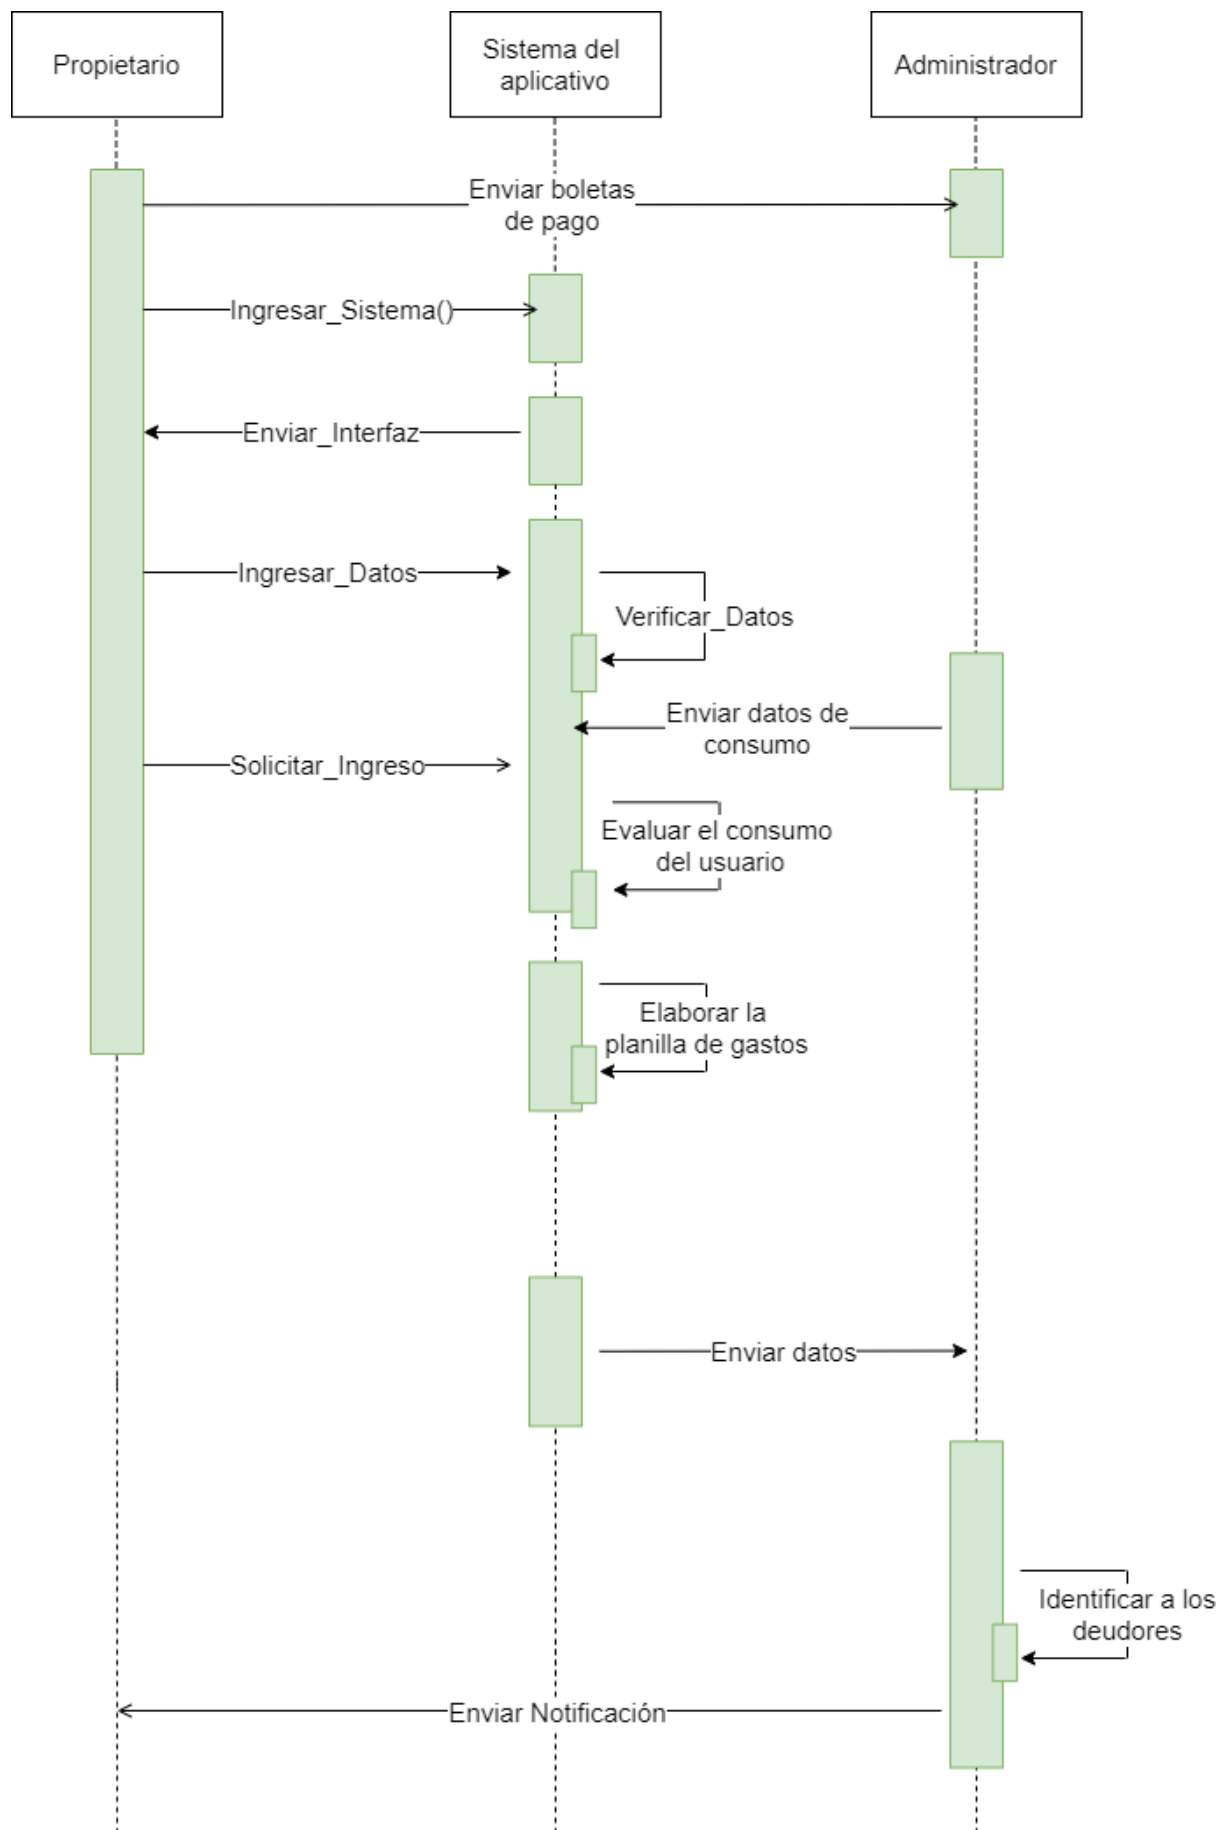 Propietario
Sistema del
aplicativo
Administrador
Enviar boletas
de pago
Ingresar_Sistema()
Enviar_Interfaz
Ingresar_Datos
Verificar_Datos
Enviar datos de
consumo
Solicitar_Ingreso
Evaluar el consumo
del usuario
Elaborar la
planilla de gastos
Enviar datos
Identificar a los
deudores
Enviar Notificación